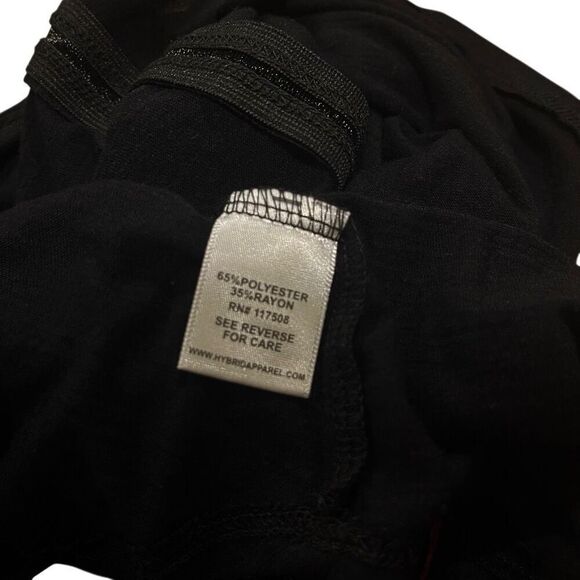 65%POLYESTER
35%RAYON
RN# 117508
SEE REVERSE
FOR CARE
WWW.HYBRIDAPPAREL.COM